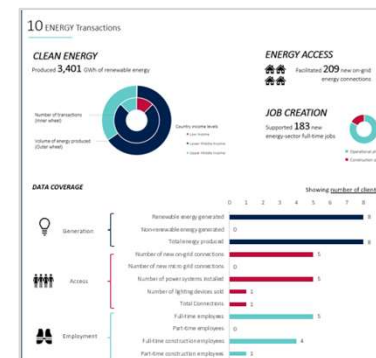 10 ENERGY Transactions
CLEAN ENERGY
Produced 3,401 GWh of renewable energy
Number of transactions
(Inner wheel)
Volume of energy produced
(Outer wheel)
Country income levels
Low income
Lower Middle Income
Upper Middle Income
ENERGY ACCESS
Facilitated 209 new on-grid
energy connections
JOB CREATION
Supported 183 new
energy-sector full-time jobs
DATA COVERAGE
Showing number of client
0 1 2 3 4 5 6 7 8
Generation
Renewable energy generated 8
Non-renewable energy generated 0
Total energy produced 8
Access
Number of new on-grid connections 5
Number of new micro grid connections 0
Number of power systems installed 5
Number of lighting devices sold 1
Total Connections 1
Employment
Full-time employees 5
Part-time employees 0
Full-time construction employees 4
Part-time construction employees 1